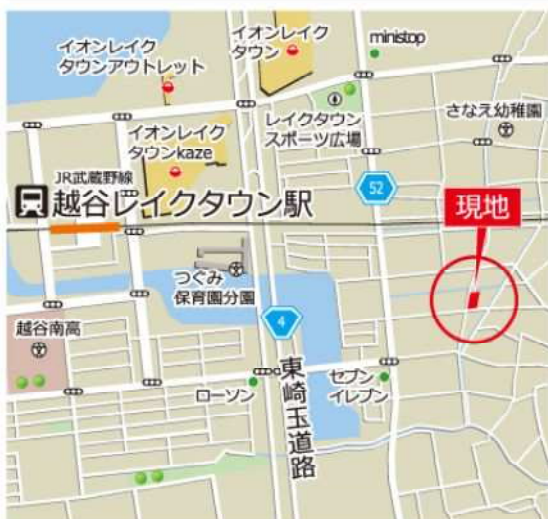 イオンレイク
タウンアウトレット
イオンレイク
タウン
ministop
さなえ幼稚園
イオンレイク
タウンkaze
レイクタウン
スポーツ広場
JR武蔵野線
越谷レイクタウン駅
52
現地
つぐみ
保育園分園
越谷南高
4
ローソン
東埼玉道路
セブン
イレブン